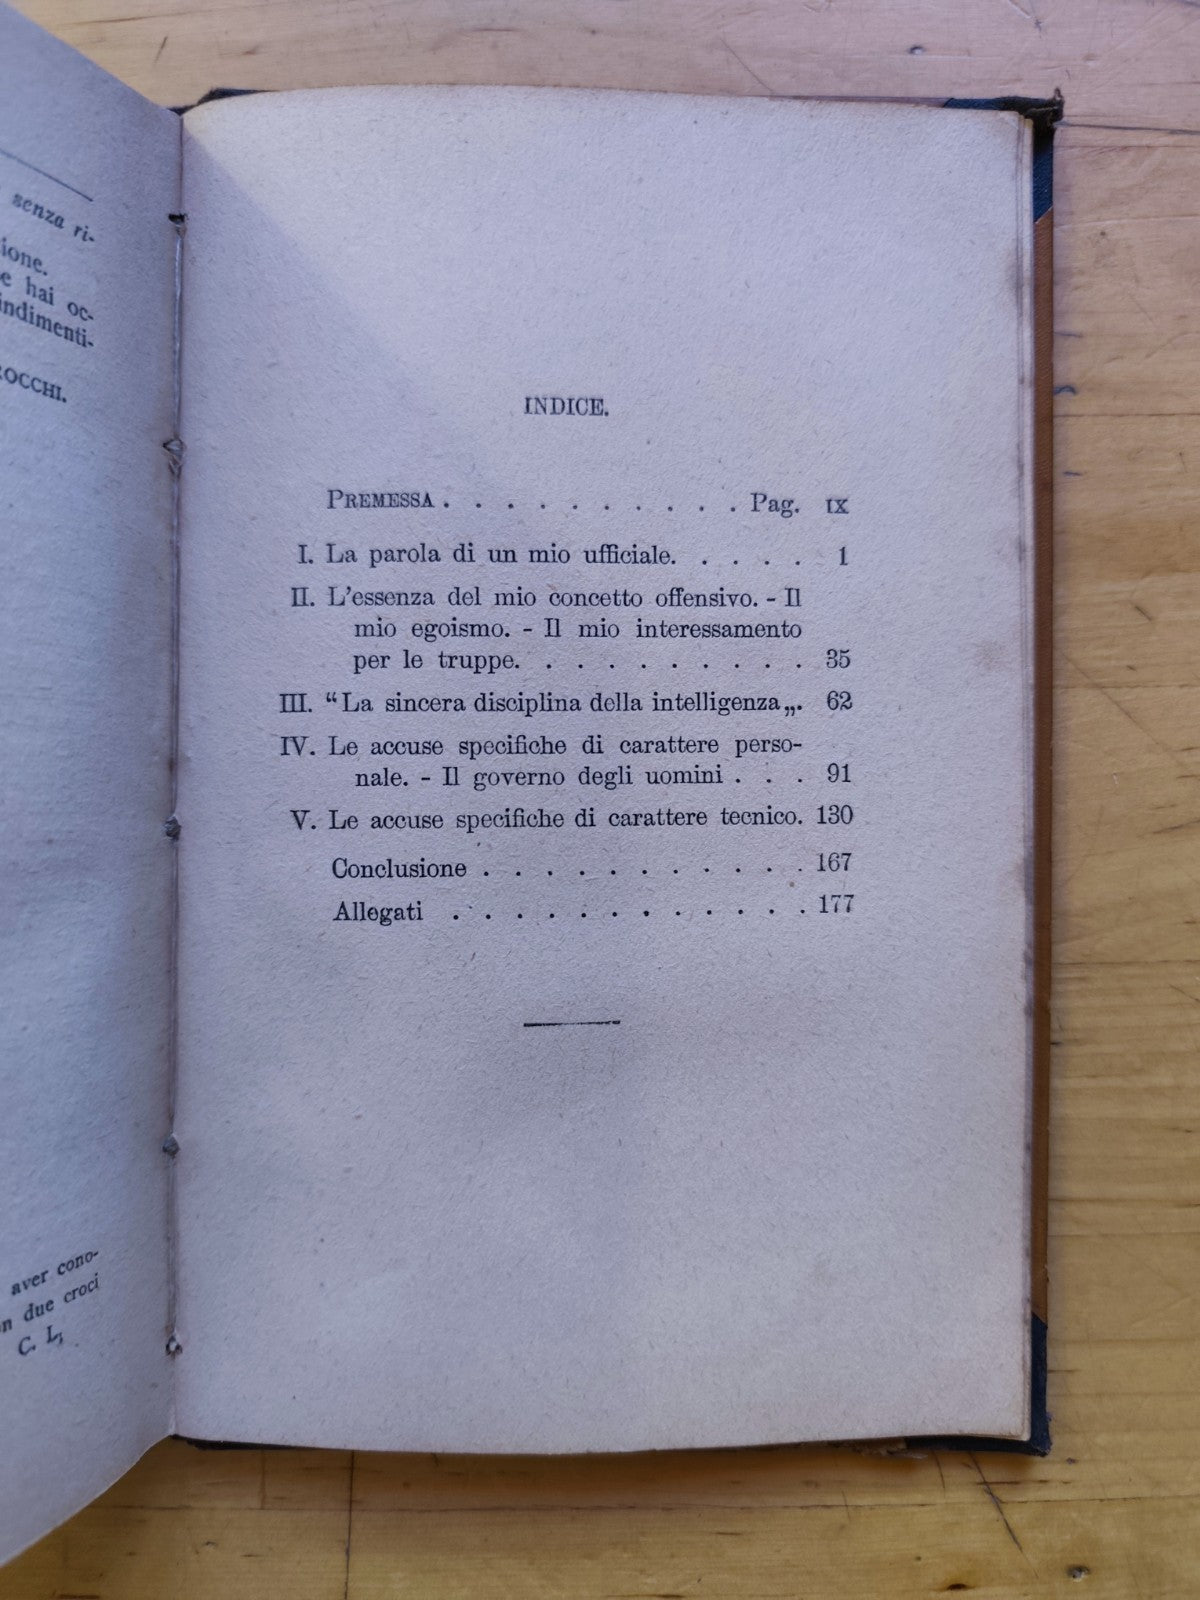 senza ri-
ione.
e hai oc-
indimenti-
ROCCHI.
aver cono-
n due croci
C. L.
INDICE.
PREMESSA . . . . . . . . . . Pag. IX
I. La parola di un mio ufficiale. . . . . 1
II. L'essenza del mio concetto offensivo. - Il
mio egoismo. - Il mio interessamento
per le truppe. . . . . . . . . . 35
III. “La sincera disciplina della intelligenza„. 62
IV. Le accuse specifiche di carattere perso-
nale. - Il governo degli uomini . . . 91
V. Le accuse specifiche di carattere tecnico. 130
Conclusione . . . . . . . . . . . 167
Allegati . . . . . . . . . . . . 177